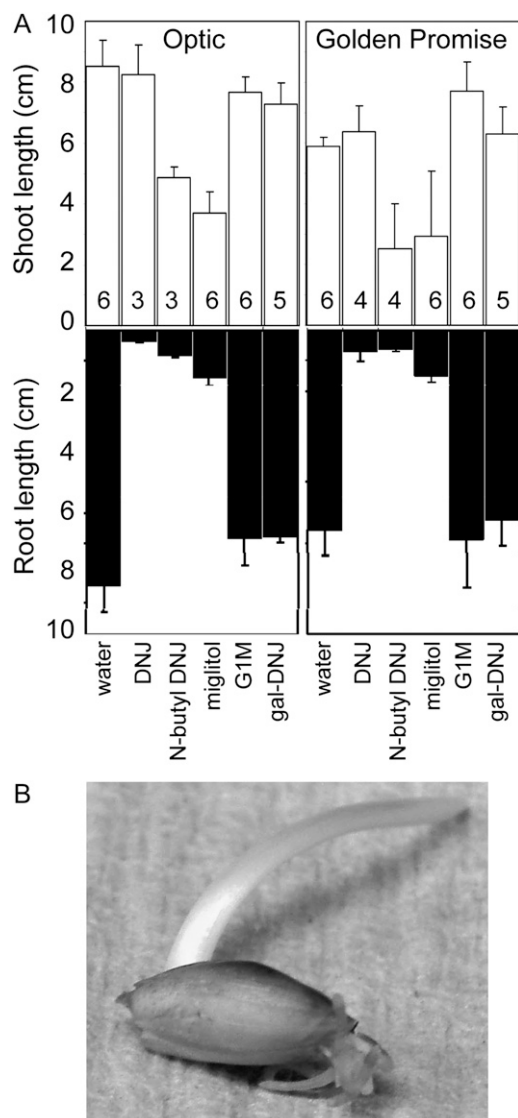 A
Optic Golden Promise
Shoot length (cm)
10
8
6
4
2
0
6 3 3 6 6 5 6 4 4 6 6 5
Root length (cm)
2
4
6
8
10
water DNJ N-butyl DNJ miglitol G1M gal-DNJ water DNJ N-butyl DNJ miglitol G1M gal-DNJ
B